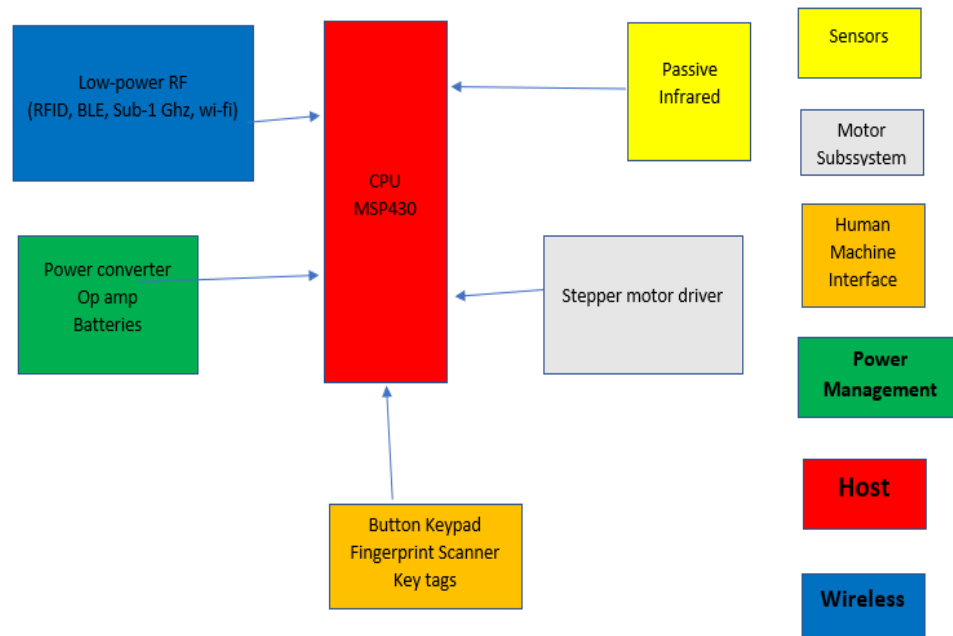 Low-power RF
(RFID, BLE, Sub-1 Ghz, wi-fi)
CPU
MSP430
Passive
Infrared
Power converter
Op amp
Batteries
Stepper motor driver
Button Keypad
Fingerprint Scanner
Key tags
Sensors
Motor
Subssystem
Human
Machine
Interface
Power
Management
Host
Wireless